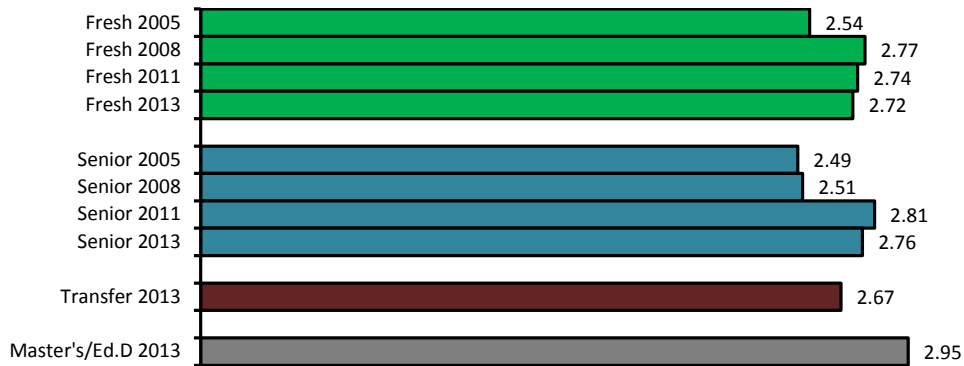 Fresh 2005 2.54
Fresh 2008 2.77
Fresh 2011 2.74
Fresh 2013 2.72
Senior 2005 2.49
Senior 2008 2.51
Senior 2011 2.81
Senior 2013 2.76
Transfer 2013 2.67
Master's/Ed.D 2013 2.95